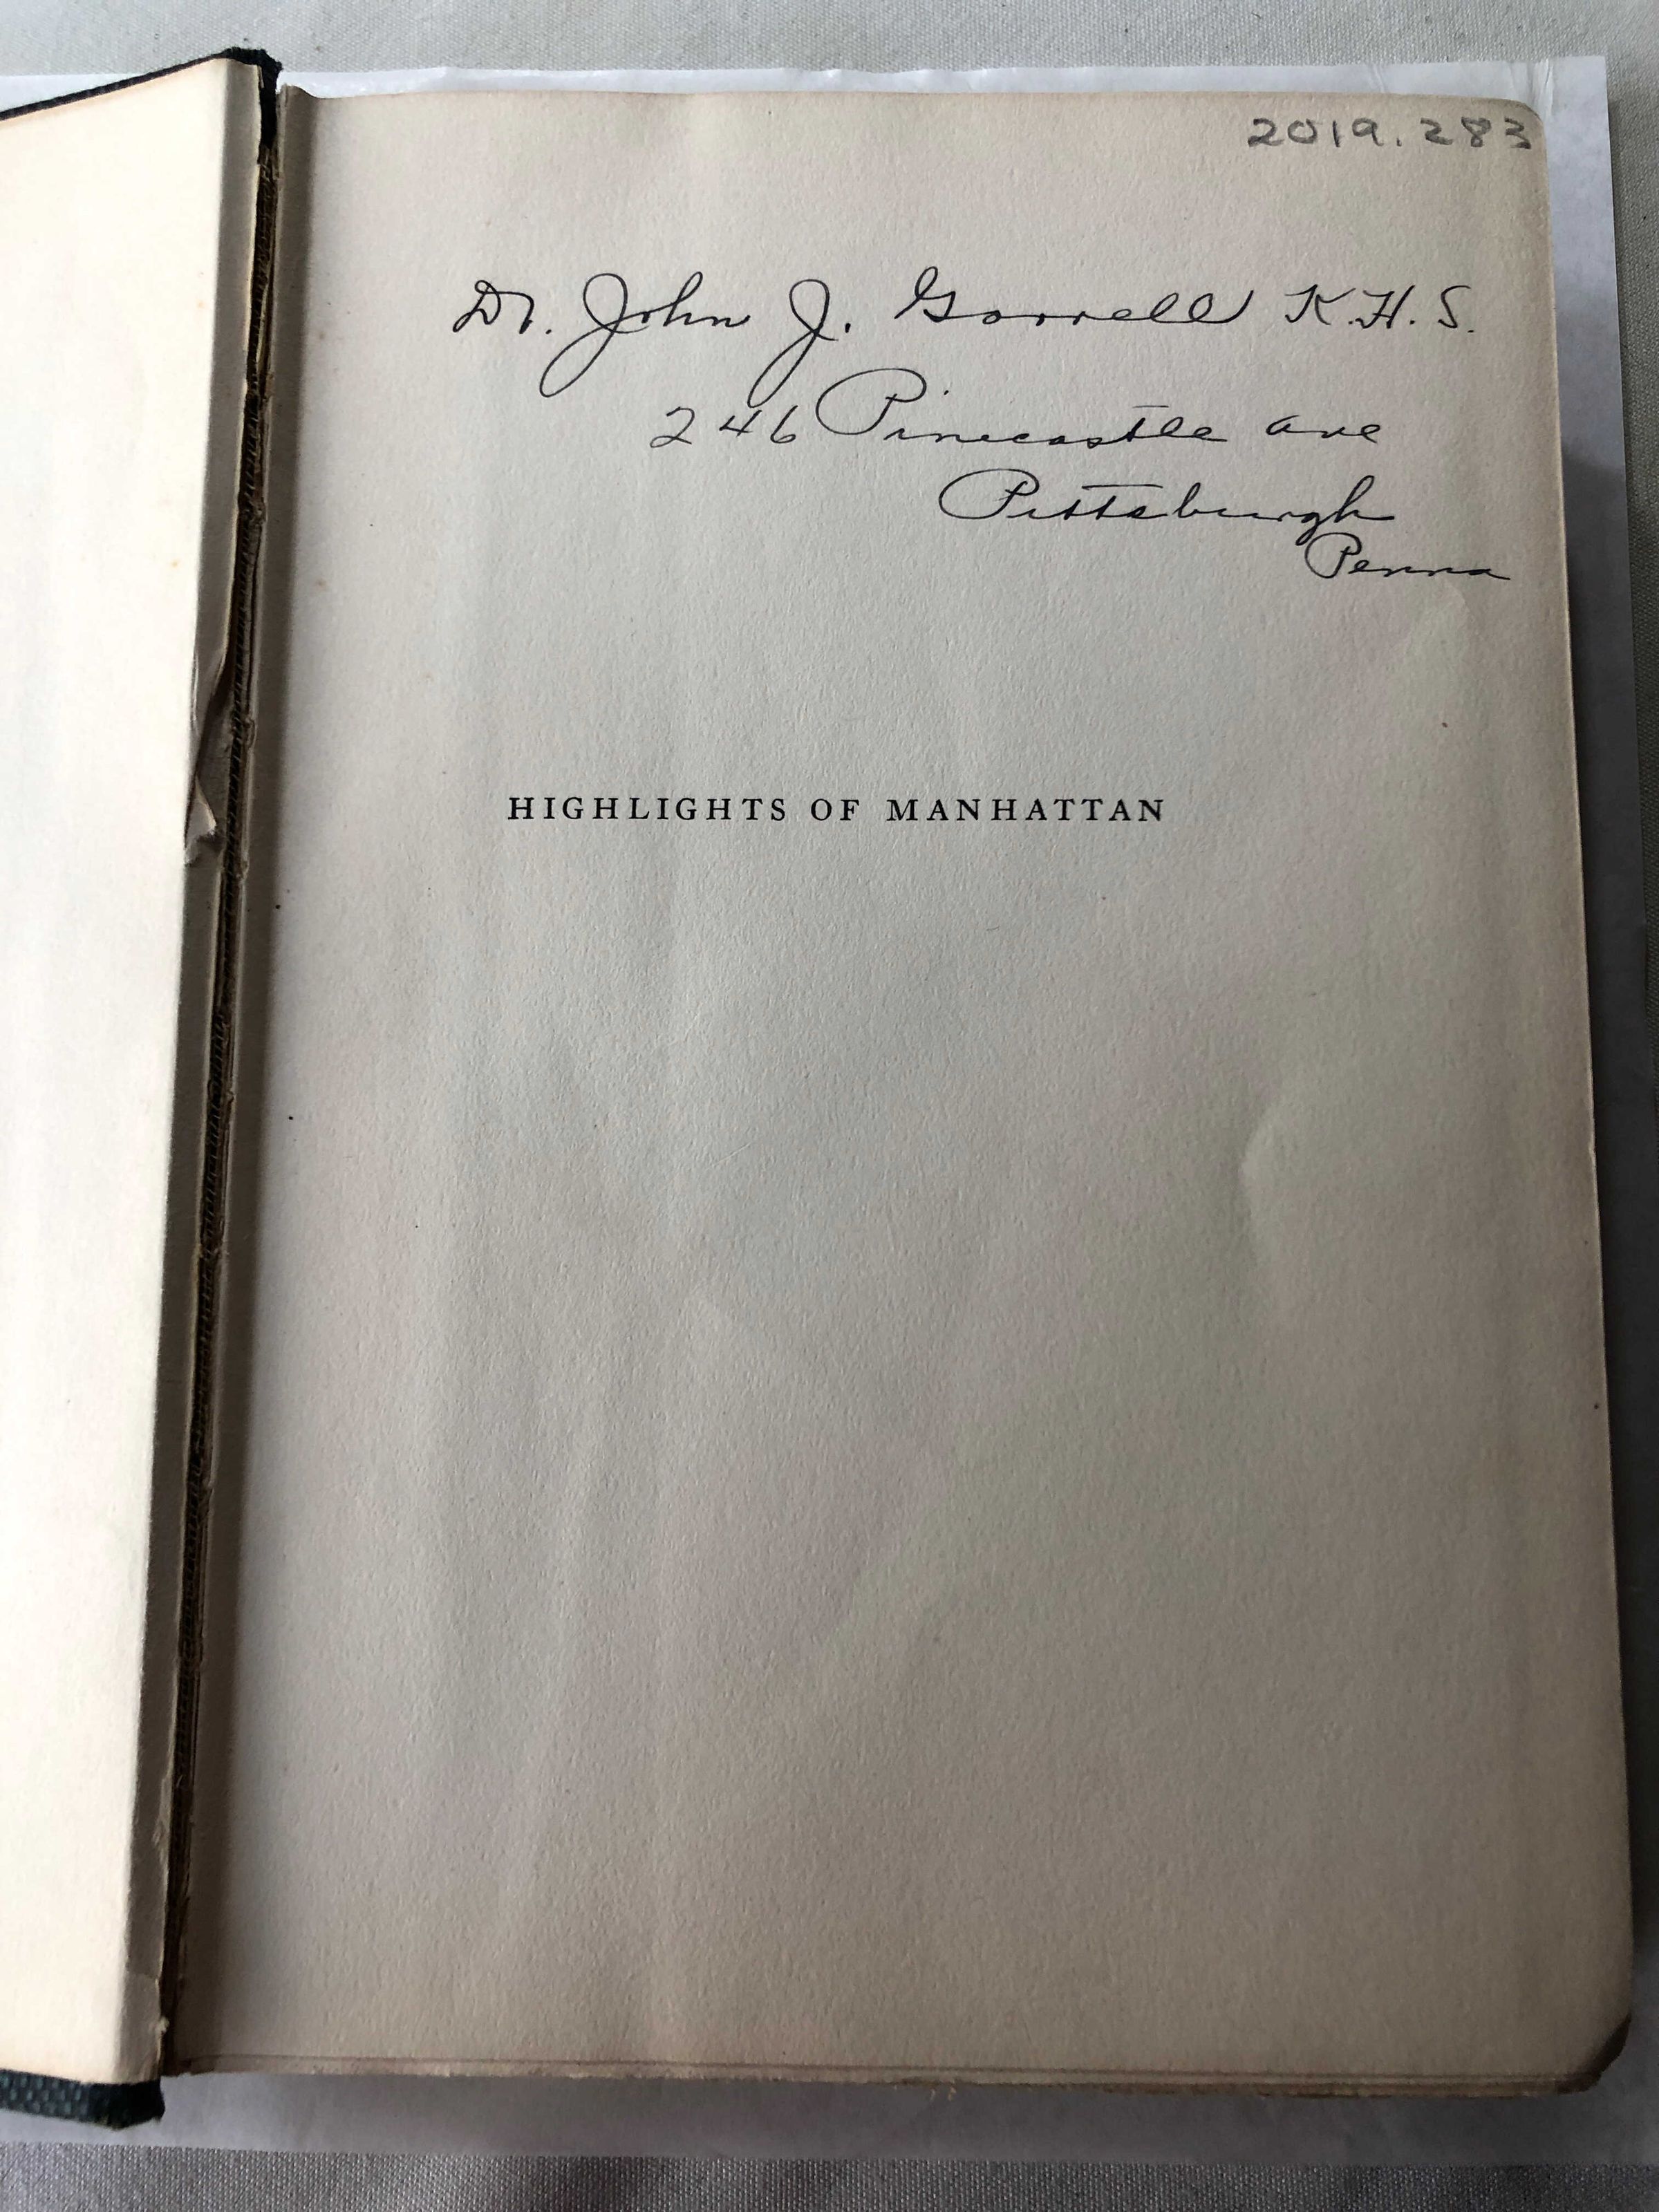 2019.283
Dr. John J. Gorrell K.H.S.
246 Pinecastle ave
Pittsburgh
Penna
HIGHLIGHTS OF MANHATTAN